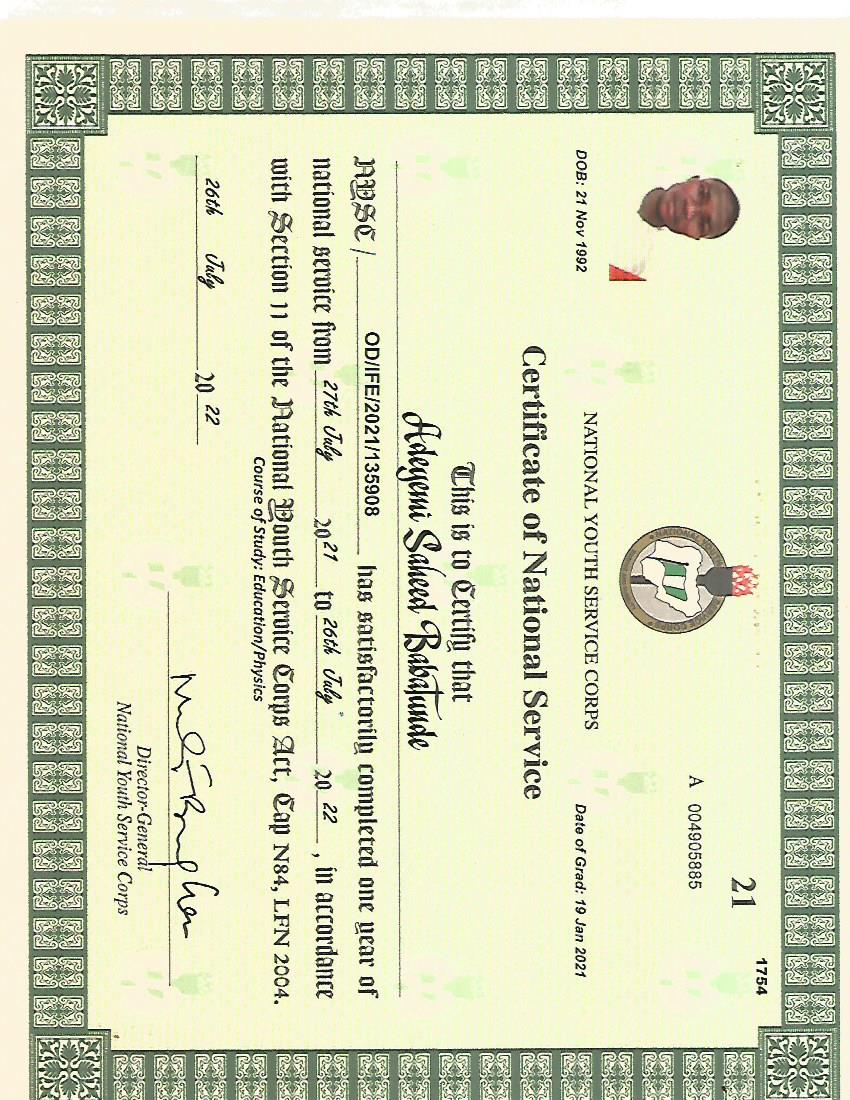 1754
21
A 004905885
NATIONAL YOUTH SERVICE CORPS
DOB: 21 Nov 1992
Date of Grad: 19 Jan 2021
Certificate of National Service
This is to Certify that
Adeyemi Saheed Babatunde
NYSC/ OD/IFE/2021/135908 has satisfactorily completed one year of
national service from 27th July 2021 to 26th July 2022, in accordance
with Section 11 of the National Youth Service Corps Act, Cap N84, LFN 2004.
Course of Study: Education/Physics
26th July 2022
Director-General
National Youth Service Corps